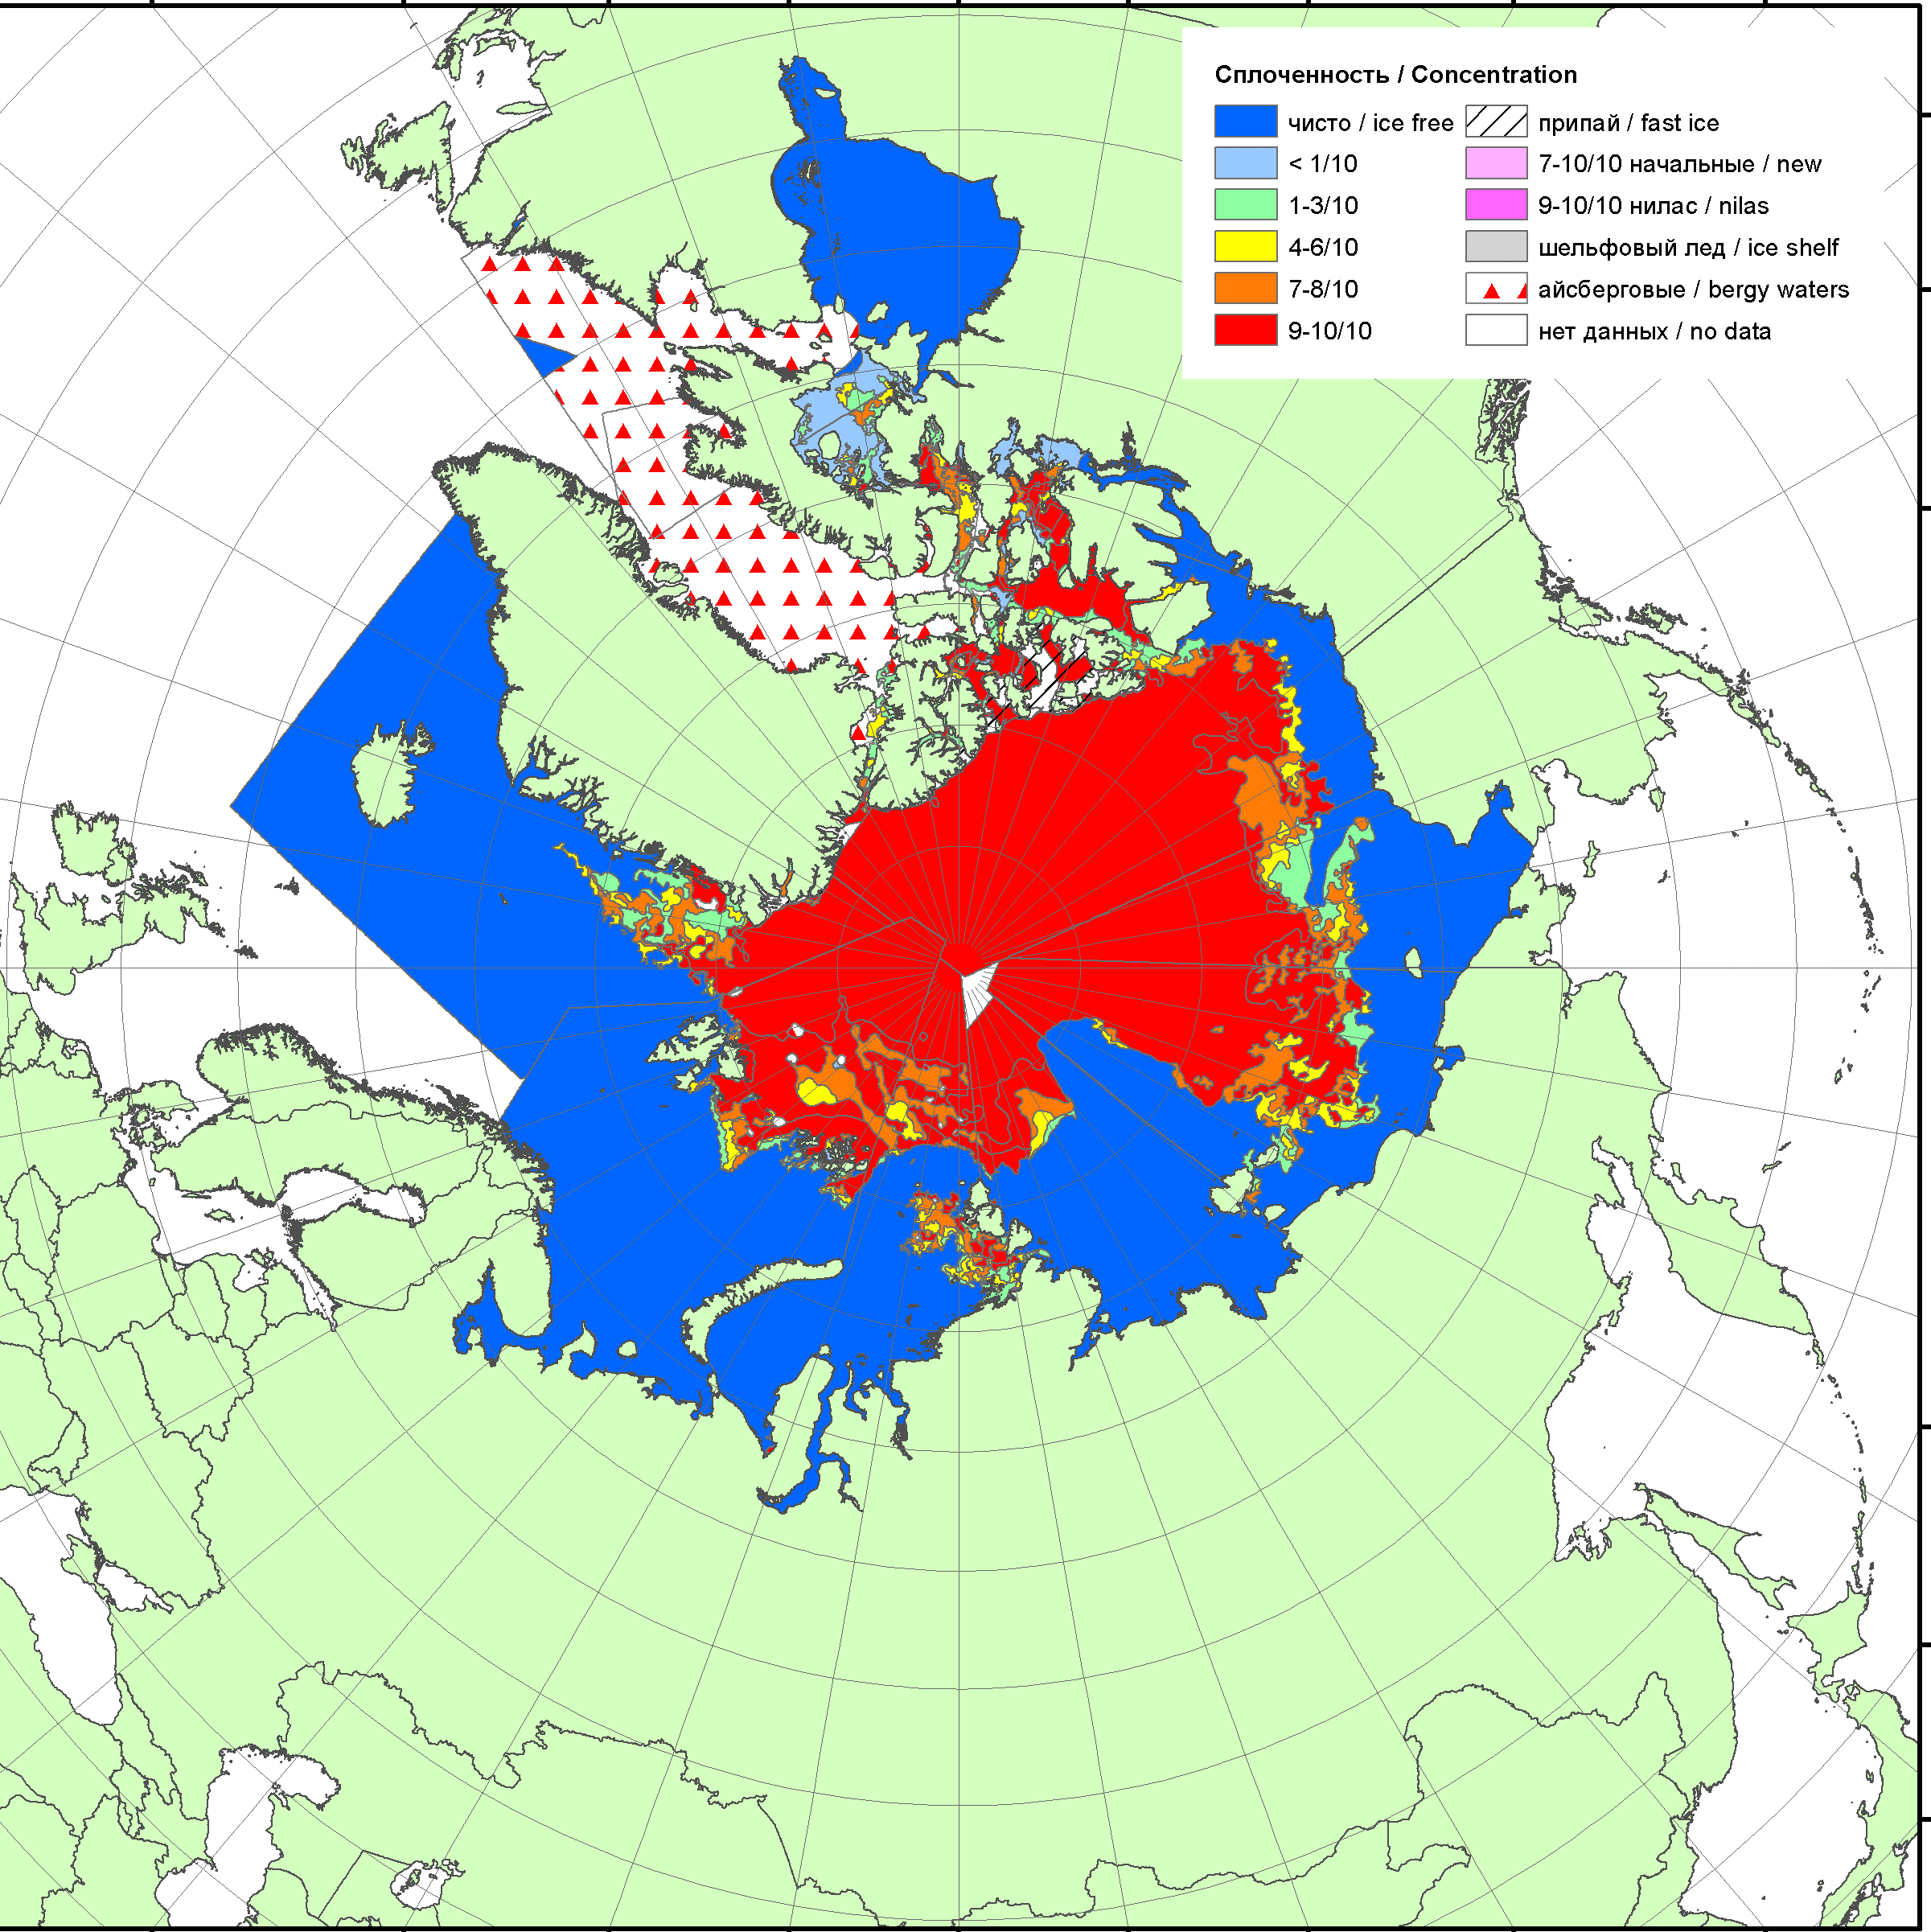 Сплоченность / Concentration
чисто / ice free
< 1/10
1-3/10
4-6/10
7-8/10
9-10/10
припай / fast ice
7-10/10 начальные / new
9-10/10 нилас / nilas
шельфовый лед / ice shelf
айсберговые / bergy waters
нет данных / no data